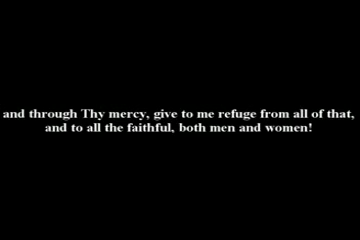 and through Thy mercy, give to me refuge from all of that,
and to all the faithful, both men and women!